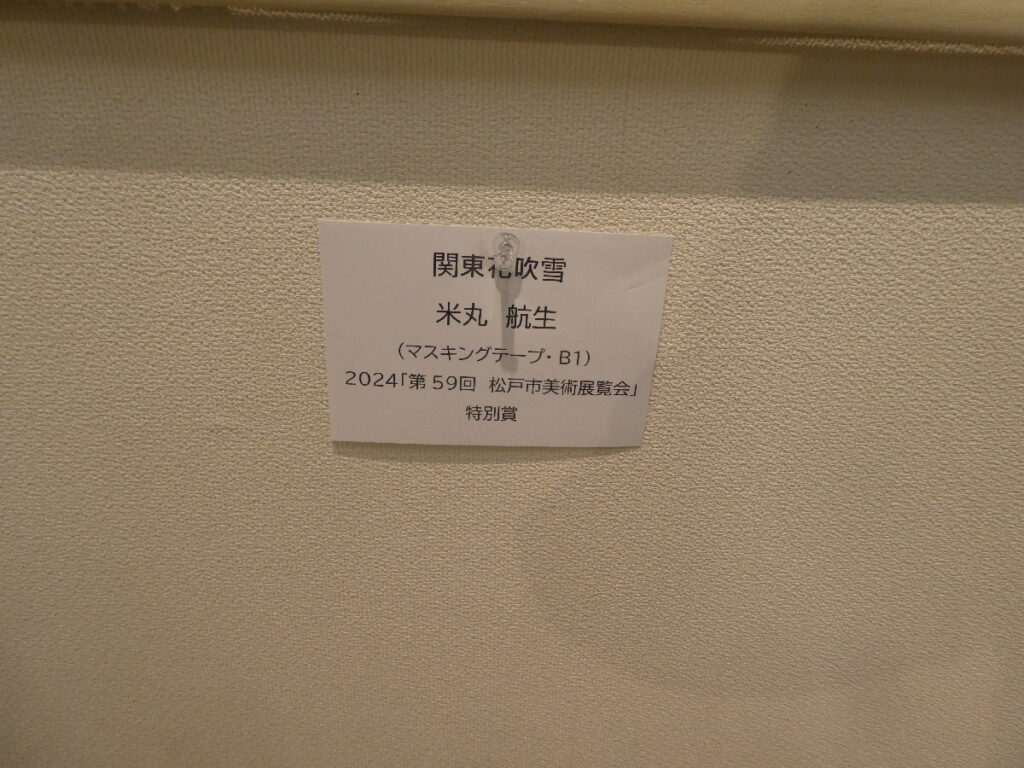 関東花吹雪
米丸 航生
（マスキングテープ・B1）
2024「第59回 松戸市美術展覧会」
特別賞